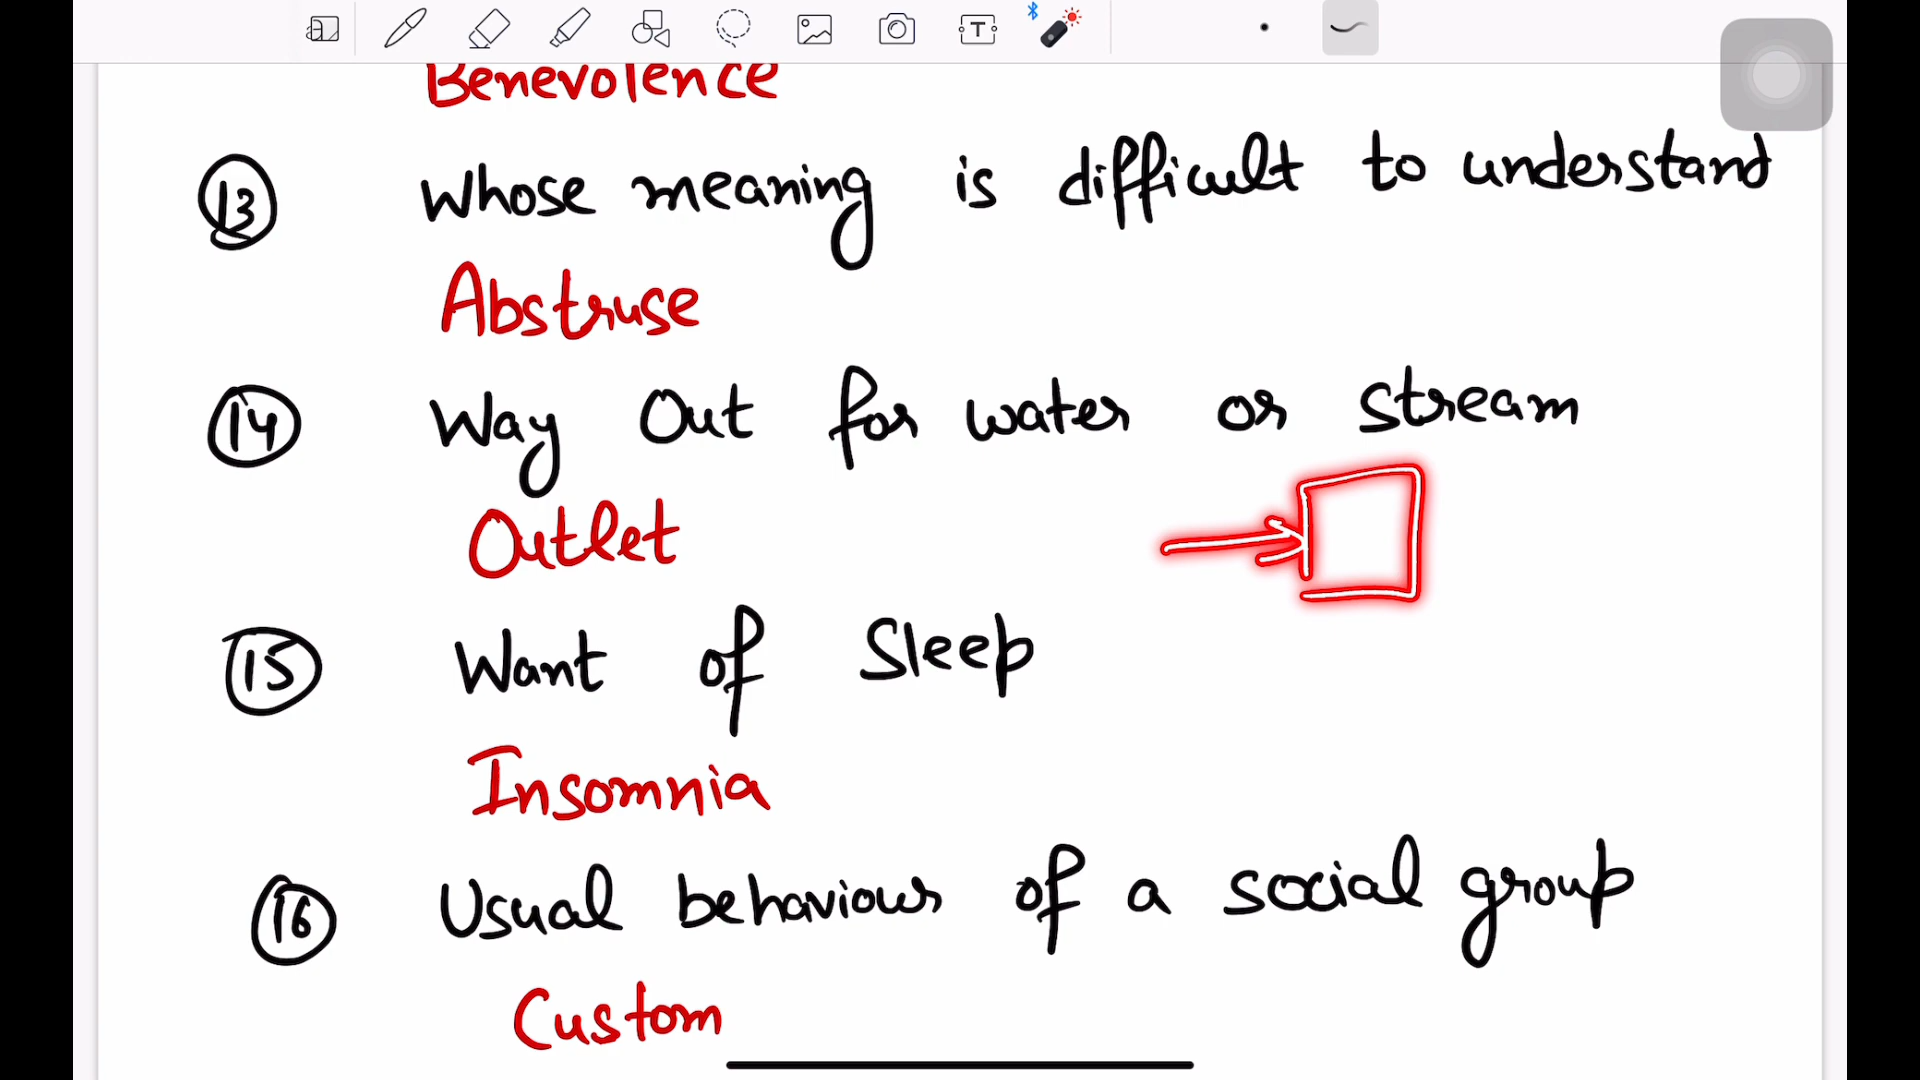 Benevolence
13 Whose meaning is difficult to understand
Abstruse
14 Way Out for water or stream
Outlet
15 Want of Sleep
Insomnia
16 Usual behaviour of a social group
Custom